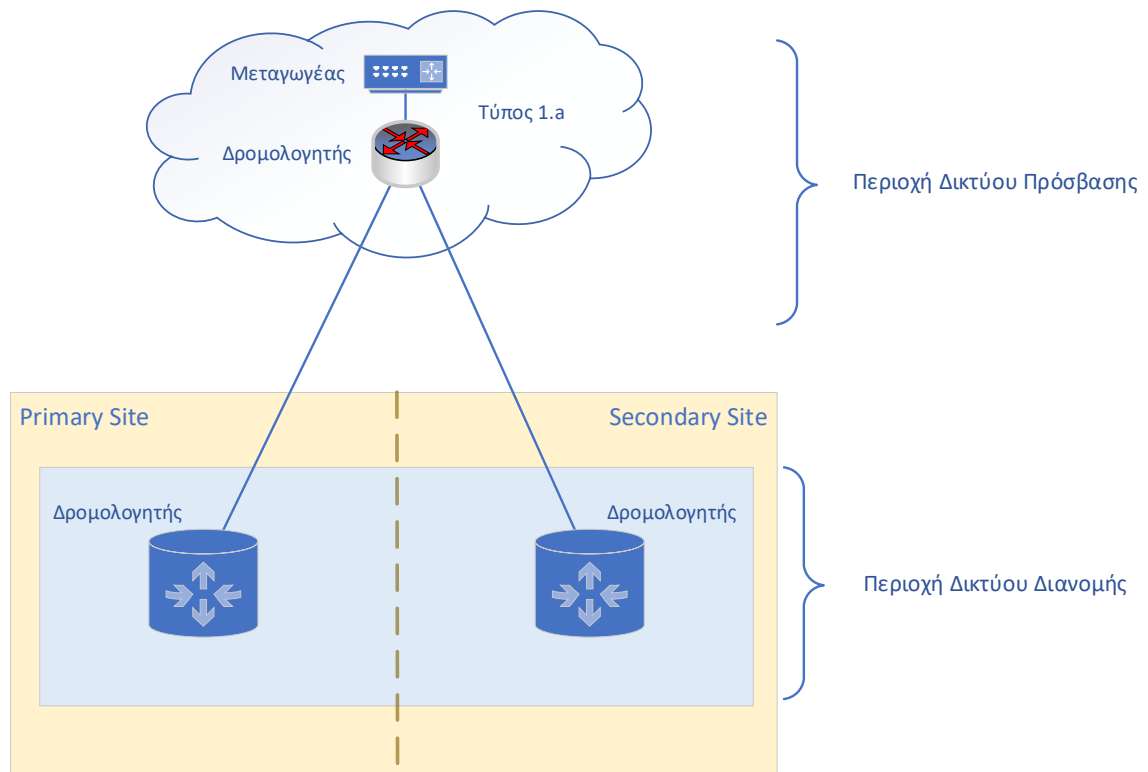 Μεταγωγέας
Τύπος 1.a
Δρομολογητής
Περιοχή Δικτύου Πρόσβασης
Primary Site
Secondary Site
Δρομολογητής
Δρομολογητής
Περιοχή Δικτύου Διανομής